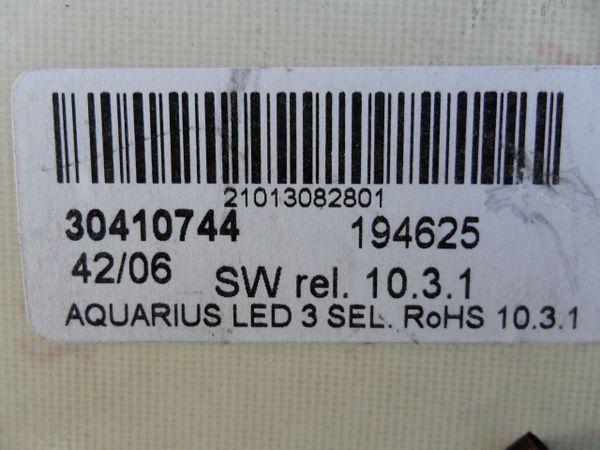 21013082801
30410744 194625
42/06 SW rel. 10.3.1
AQUARIUS LED 3 SEL. RoHS 10.3.1